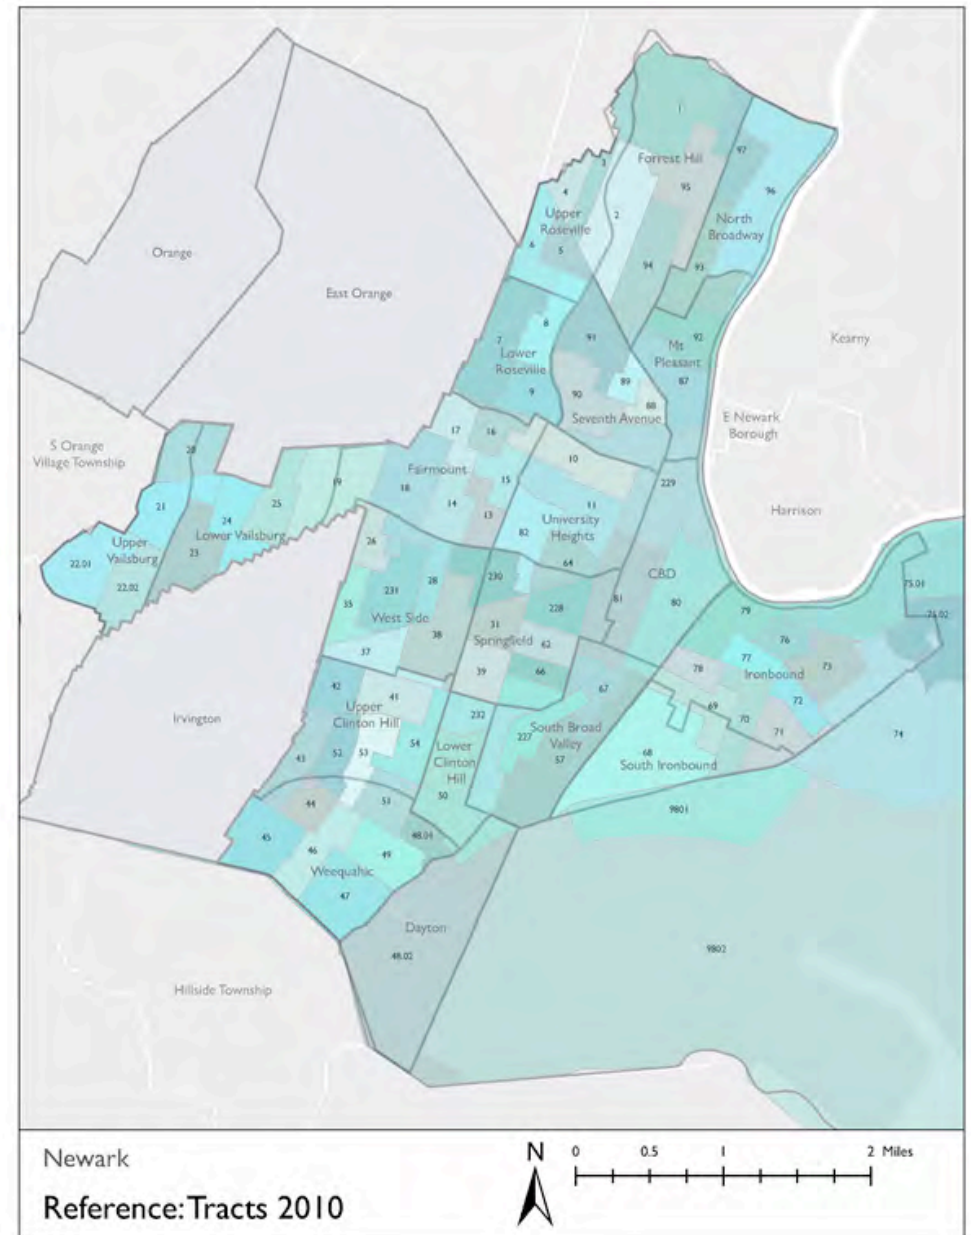 1
97
3
Forrest Hill
96
4
95
2
Upper
Roseville
North
Broadway
6
5
Orange
94
93
East Orange
8
91
92
Kearny
7
Mt
Pleasant
Lower
Roseville
89
87
9
90
88
Seventh Avenue
E Newark
Borough
17
16
S Orange
Village Township
20
10
Fairmount
19
15
229
18
21
25
14
11
Harrison
13
24
University
Heights
Lower Vailsburg
82
26
Upper
Vailsburg
23
22.01
64
CBD
22.02
28
230
75.01
231
81
80
35
228
79
75.02
West Side
31
38
Springfield
62
76
37
77
73
39
66
78
Ironbound
42
67
41
72
69
Upper
Clinton Hill
232
70
Irvington
54
South Broad
Valley
71
74
227
Lower
Clinton
Hill
52
53
68
43
57
South Ironbound
50
44
51
9801
48.01
45
46
49
Weequahic
47
Dayton
9802
48.02
Hillside Township
Newark
Reference: Tracts 2010
N
0 0.5 1 2 Miles